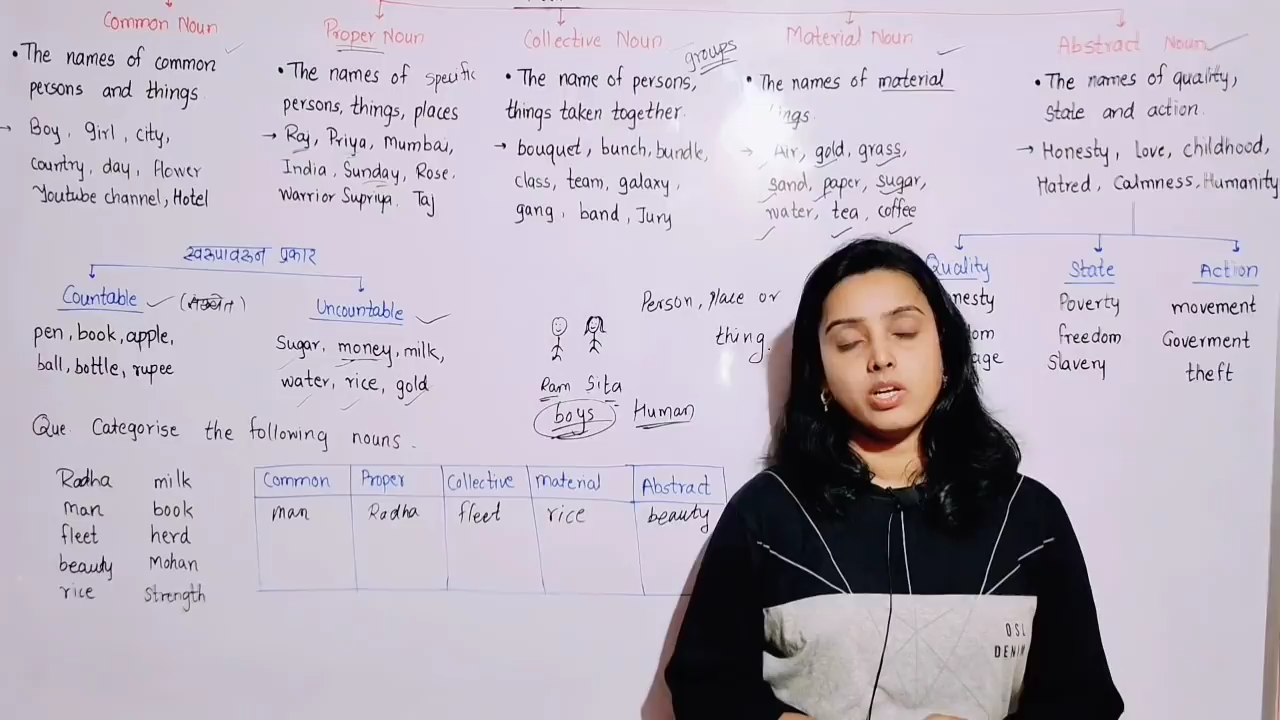 Common Noun
• The names of common
persons and things
→ Boy, girl, city,
country, day, flower
Youtube channel, Hotel
Proper Noun
• The names of specific
persons, things, places
→ Raj, Priya, Mumbai,
India, Sunday, Rose.
Warrior Supriya, Taj
Collective Noun
groups
• The name of persons,
things taken together.
→ bouquet, bunch, bundle,
class, team, galaxy,
gang, band, Jury
Material Noun
• The names of material
→ Air, gold, grass,
sand, paper, sugar,
water, tea, coffee
Abstract Noun
• The names of quality,
state and action.
→ Honesty, Love, childhood,
Hatred, Calmness, Humanity
Quality
nesty
om
age
State
Poverty
freedom
Slavery
Action
movement
Goverment
theft
स्वरूपावरून प्रकार
Countable
pen, book, apple,
ball, bottle, rupee
Uncountable
Sugar, money, milk,
water, rice, gold
Person, Place or
thing.
Ram Sita
boys Human
Que. Categorise the following nouns.
Radha milk
man book
fleet herd
beauty Mohan
rice strength
Common Proper Collective material Abstract
man Radha fleet rice beauty
DSL
DENIM